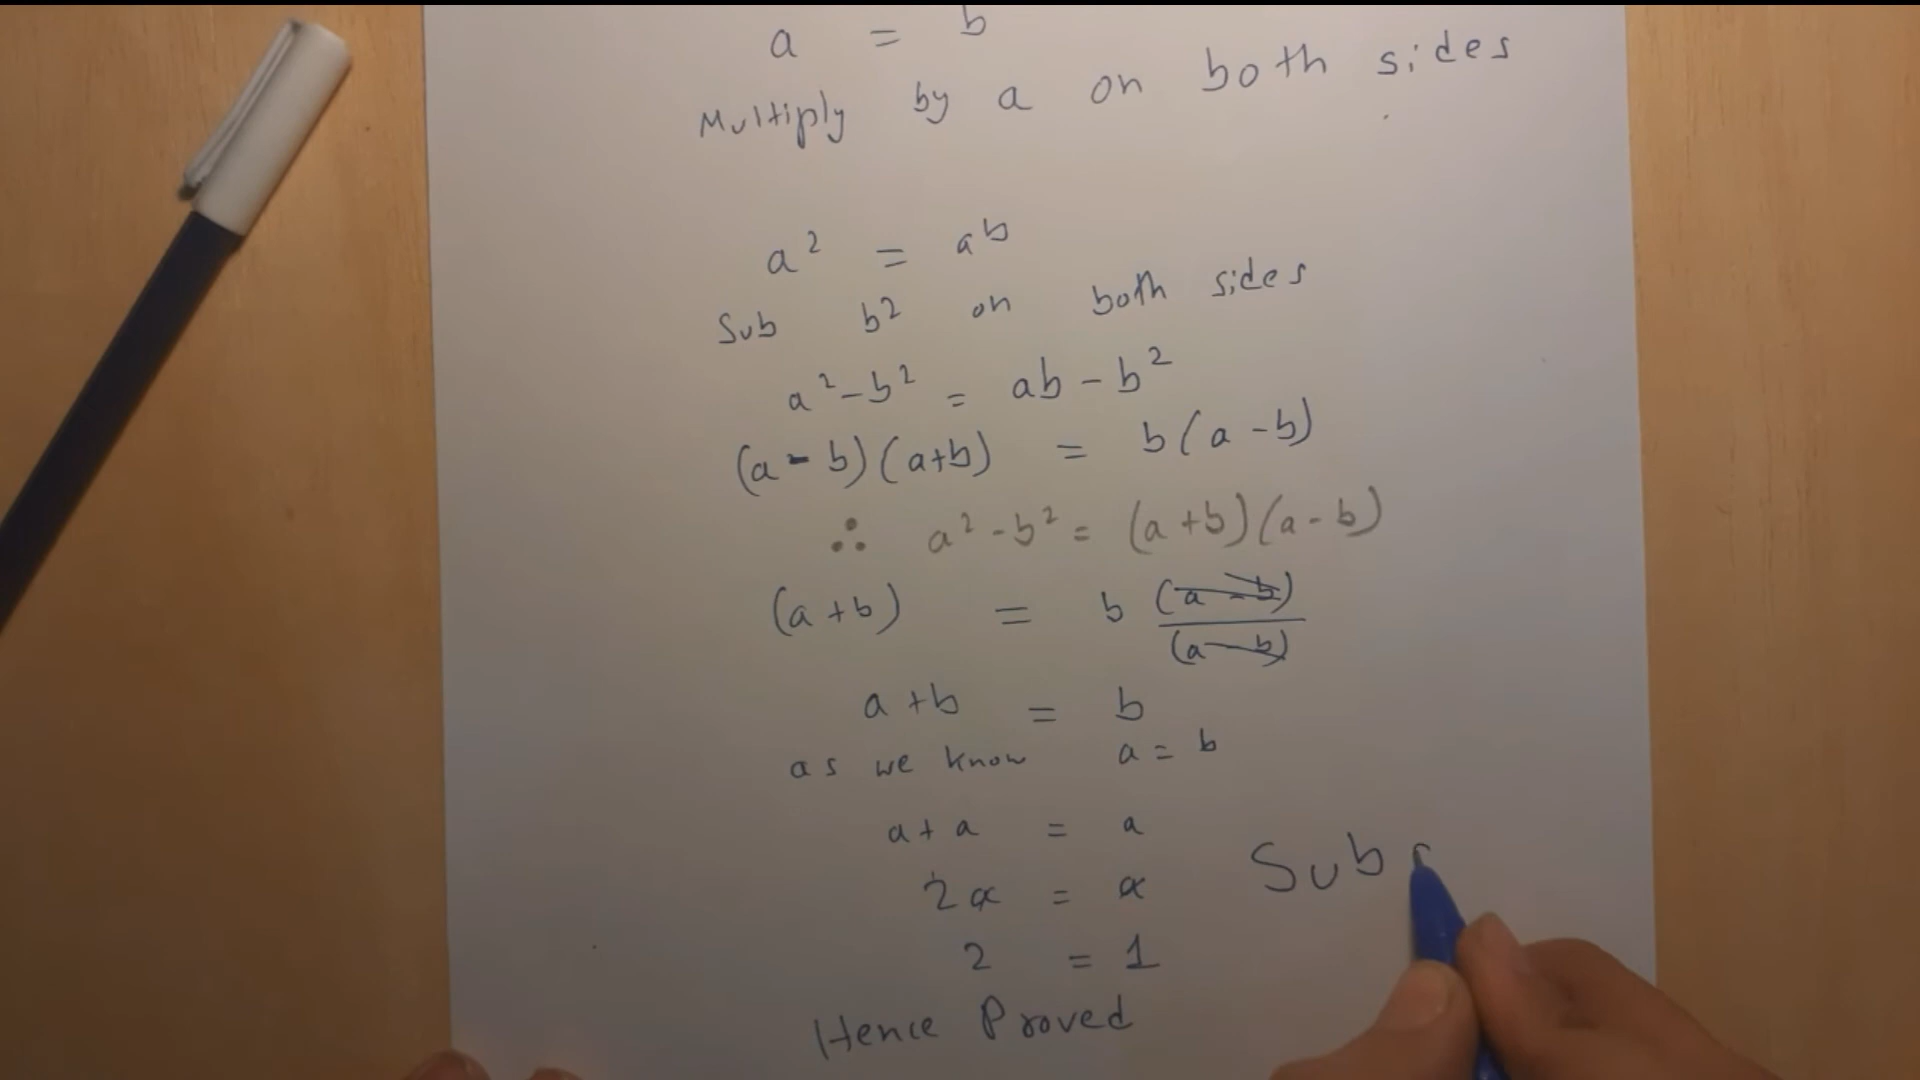 a = b
Multiply by a on both sides
a² = ab
Sub b² on both sides
a² - b² = ab - b²
(a - b)(a+b) = b(a - b)
∴ a² - b² = (a + b)(a - b)
(a + b) = b (a - b)/(a - b)
a + b = b
as we know a = b
a + a = a
2a = a
2 = 1
Hence Proved
Subs